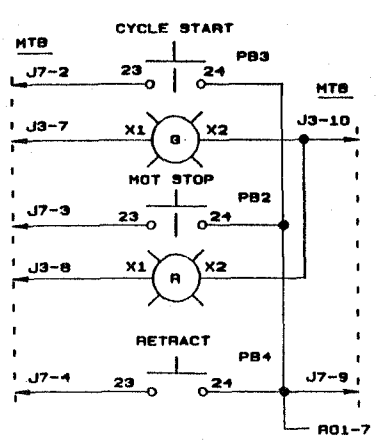 CYCLE START
MTB
PB3
J7-2
23
24
MTB
J3-7
X1
G
X2
J3-10
MOT STOP
PB2
J7-3
23
24
J3-8
X1
R
X2
RETRACT
PB4
J7-4
23
24
J7-9
R01-7